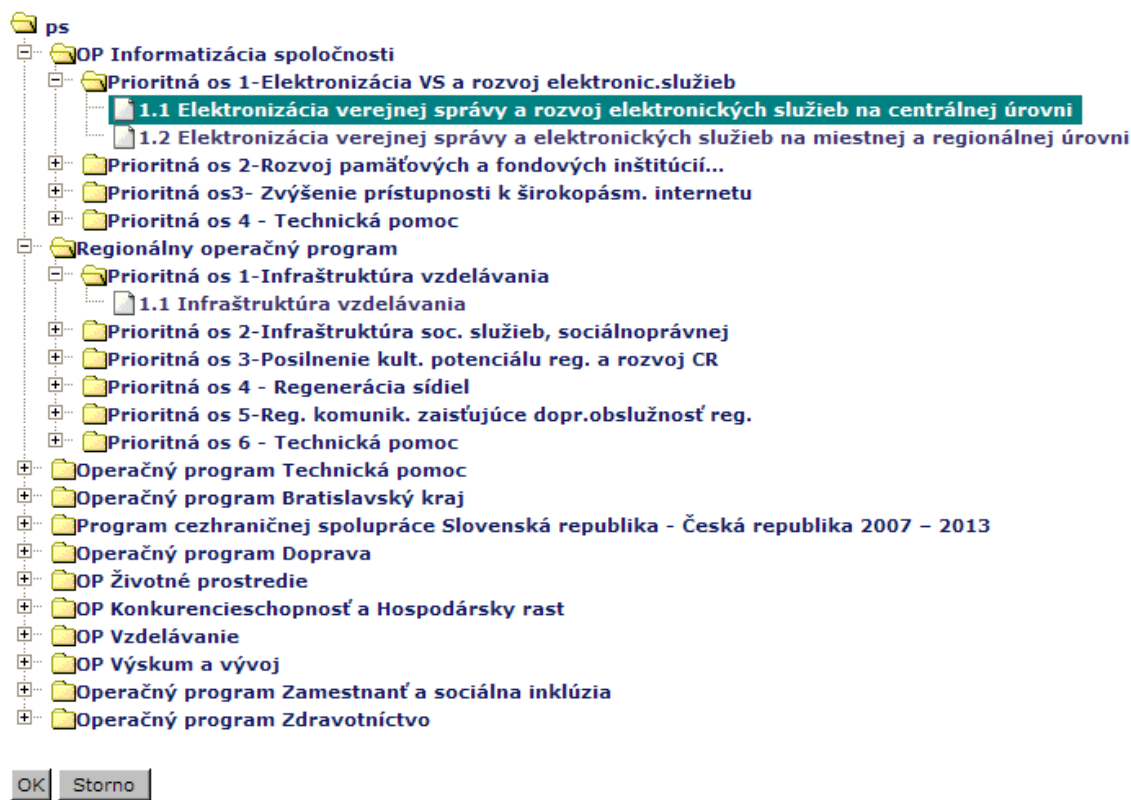 ps
OP Informatizácia spoločnosti
Prioritná os 1-Elektronizácia VS a rozvoj elektronic.služieb
1.1 Elektronizácia verejnej správy a rozvoj elektronických služieb na centrálnej úrovni
1.2 Elektronizácia verejnej správy a elektronických služieb na miestnej a regionálnej úrovni
Prioritná os 2-Rozvoj pamäťových a fondových inštitúcií...
Prioritná os3- Zvýšenie prístupnosti k širokopásm. internetu
Prioritná os 4 - Technická pomoc
Regionálny operačný program
Prioritná os 1-Infraštruktúra vzdelávania
1.1 Infraštruktúra vzdelávania
Prioritná os 2-Infraštruktúra soc. služieb, sociálnoprávnej
Prioritná os 3-Posilnenie kult. potenciálu reg. a rozvoj CR
Prioritná os 4 - Regenerácia sídiel
Prioritná os 5-Reg. komunik. zaisťujúce dopr.obslužnosť reg.
Prioritná os 6 - Technická pomoc
Operačný program Technická pomoc
Operačný program Bratislavský kraj
Program cezhraničnej spolupráce Slovenská republika - Česká republika 2007 – 2013
Operačný program Doprava
OP Životné prostredie
OP Konkurencieschopnosť a Hospodársky rast
OP Vzdelávanie
OP Výskum a vývoj
Operačný program Zamestnanť a sociálna inklúzia
Operačný program Zdravotníctvo
OK Storno